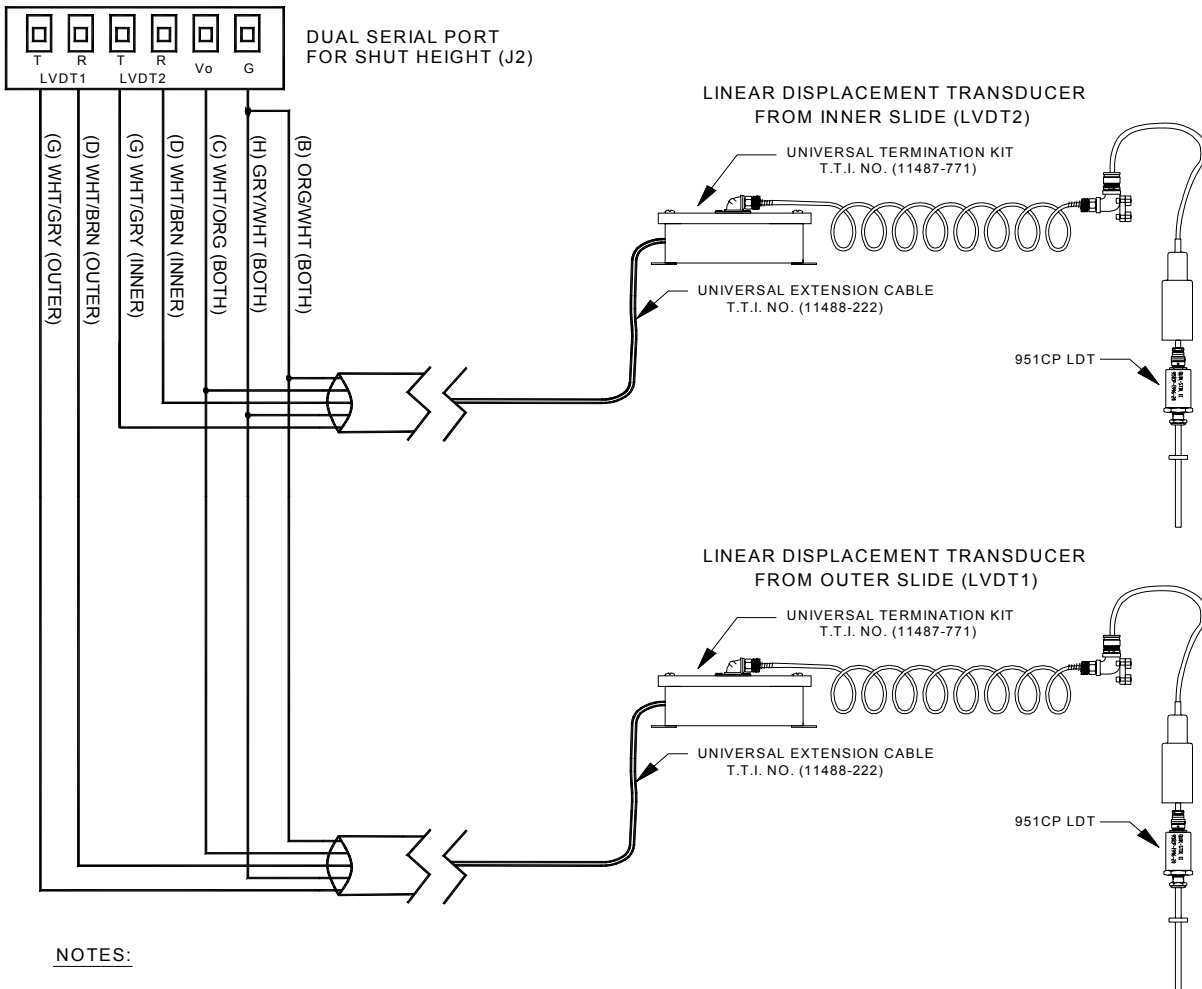 T R T R Vo G
LVDT1 LVDT2
DUAL SERIAL PORT
FOR SHUT HEIGHT (J2)
(G) WHT/GRY (OUTER)
(D) WHT/BRN (OUTER)
(G) WHT/GRY (INNER)
(D) WHT/BRN (INNER)
(C) WHT/ORG (BOTH)
(H) GRY/WHT (BOTH)
(B) ORG/WHT (BOTH)
LINEAR DISPLACEMENT TRANSDUCER
FROM INNER SLIDE (LVDT2)
UNIVERSAL TERMINATION KIT
T.T.I. NO. (11487-771)
UNIVERSAL EXTENSION CABLE
T.T.I. NO. (11488-222)
951CP LDT
LINEAR DISPLACEMENT TRANSDUCER
FROM OUTER SLIDE (LVDT1)
UNIVERSAL TERMINATION KIT
T.T.I. NO. (11487-771)
UNIVERSAL EXTENSION CABLE
T.T.I. NO. (11488-222)
951CP LDT
NOTES: